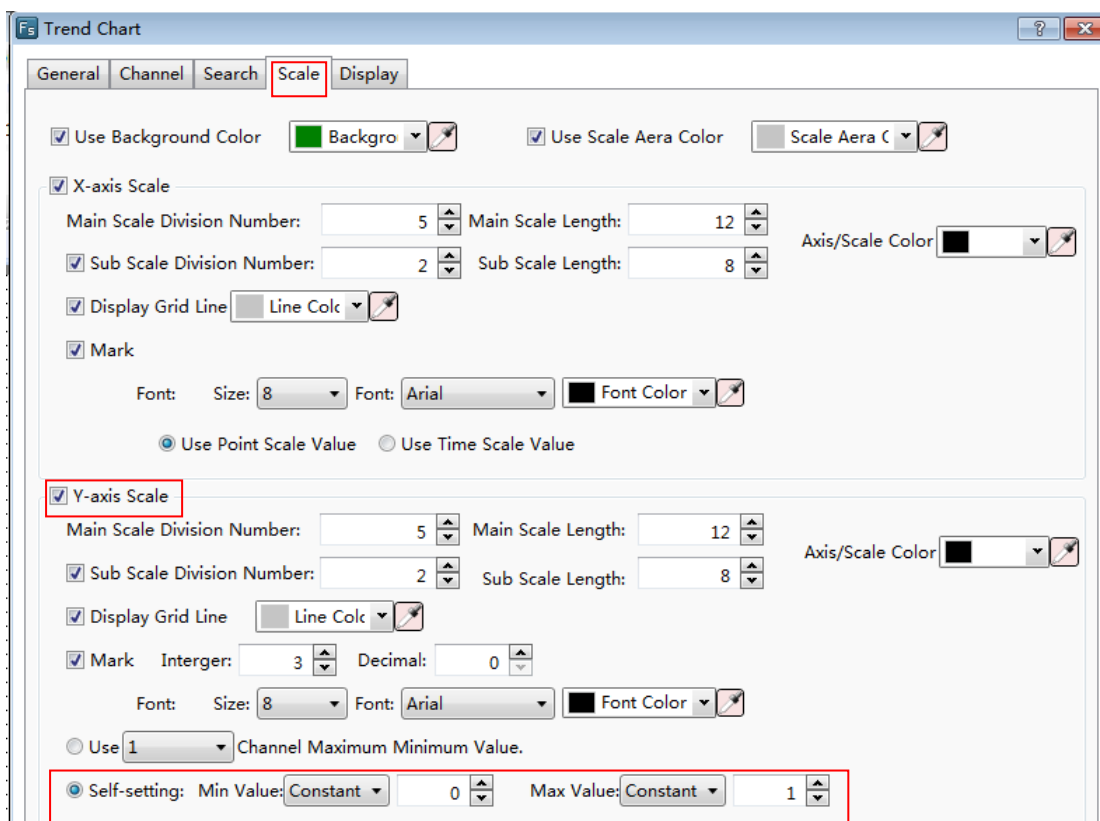 Fs Trend Chart ?
General Channel Search Scale Display
Use Background Color Backgro Use Scale Aera Color Scale Aera C
X-axis Scale
Main Scale Division Number: 5 Main Scale Length: 12
Axis/Scale Color
Sub Scale Division Number: 2 Sub Scale Length: 8
Display Grid Line Line Colc
Mark
Font: Size: 8 Font: Arial Font Color
Use Point Scale Value Use Time Scale Value
Y-axis Scale
Main Scale Division Number: 5 Main Scale Length: 12
Axis/Scale Color
Sub Scale Division Number: 2 Sub Scale Length: 8
Display Grid Line Line Colc
Mark Interger: 3 Decimal: 0
Font: Size: 8 Font: Arial Font Color
Use 1 Channel Maximum Minimum Value.
Self-setting: Min Value: Constant 0 Max Value: Constant 1